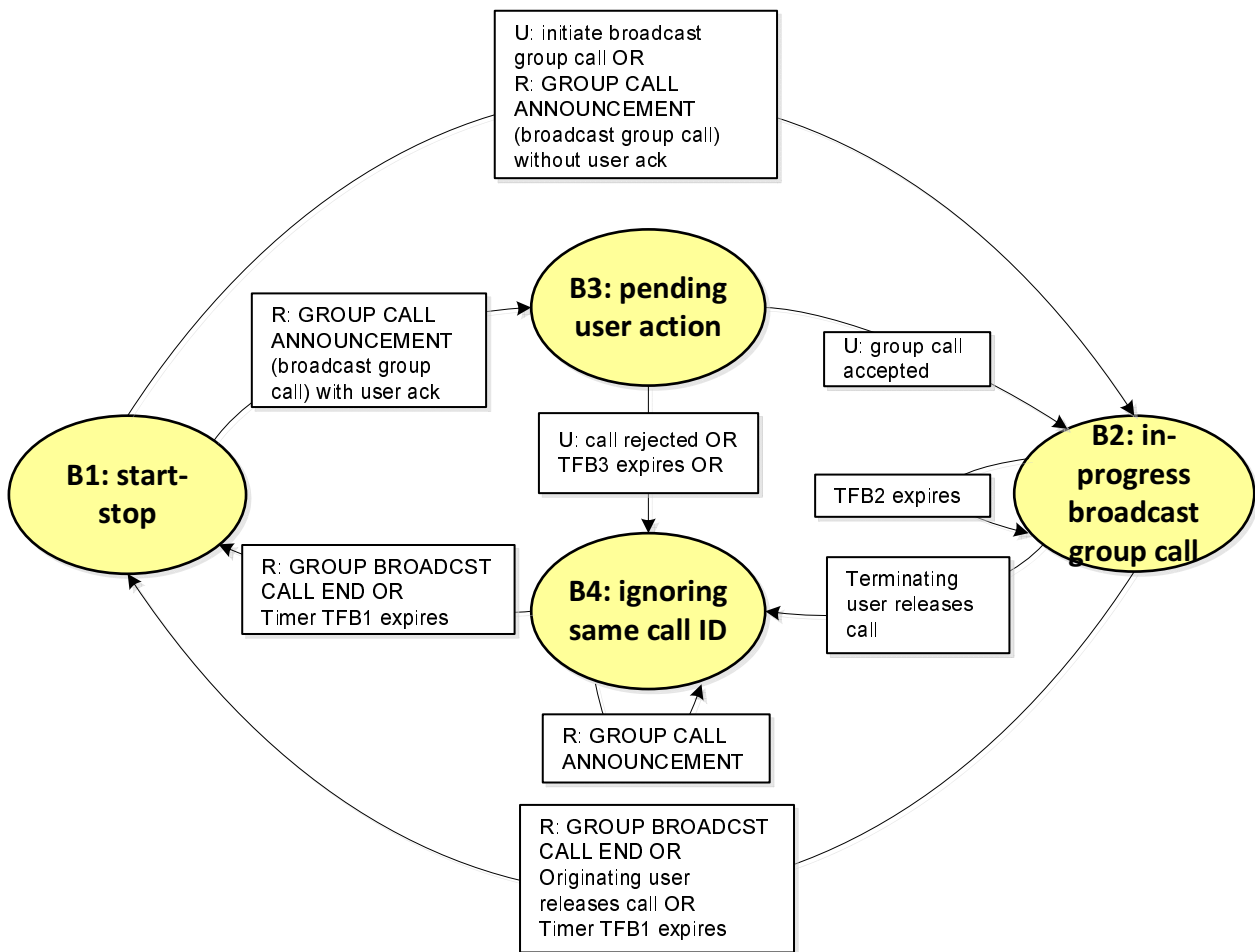 U: initiate broadcast
group call OR
R: GROUP CALL
ANNOUNCEMENT
(broadcast group call)
without user ack
B3: pending
user action
R: GROUP CALL
ANNOUNCEMENT
(broadcast group
call) with user ack
U: group call
accepted
B1: start-
stop
U: call rejected OR
TFB3 expires OR
B2: in-
progress
broadcast
group call
TFB2 expires
R: GROUP BROADCST
CALL END OR
Timer TFB1 expires
B4: ignoring
same call ID
Terminating
user releases
call
R: GROUP CALL
ANNOUNCEMENT
R: GROUP BROADCST
CALL END OR
Originating user
releases call OR
Timer TFB1 expires